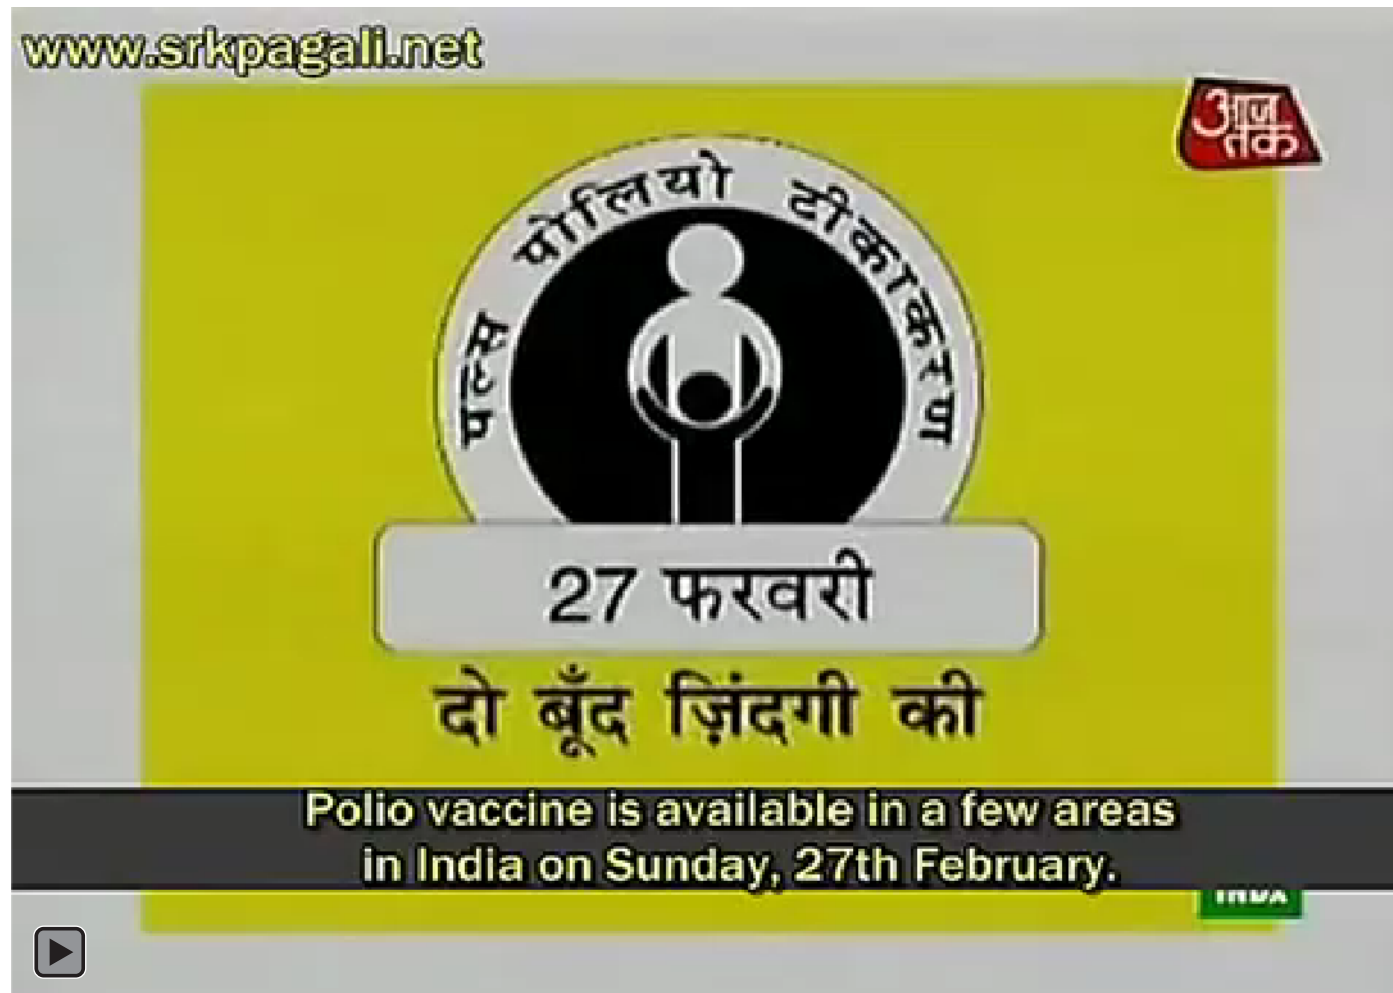 www.srkpagali.net
आज
तक
पल्स पोलियो टीकाकरण
27 फरवरी
दो बूँद ज़िंदगी की
Polio vaccine is available in a few areas
in India on Sunday, 27th February.